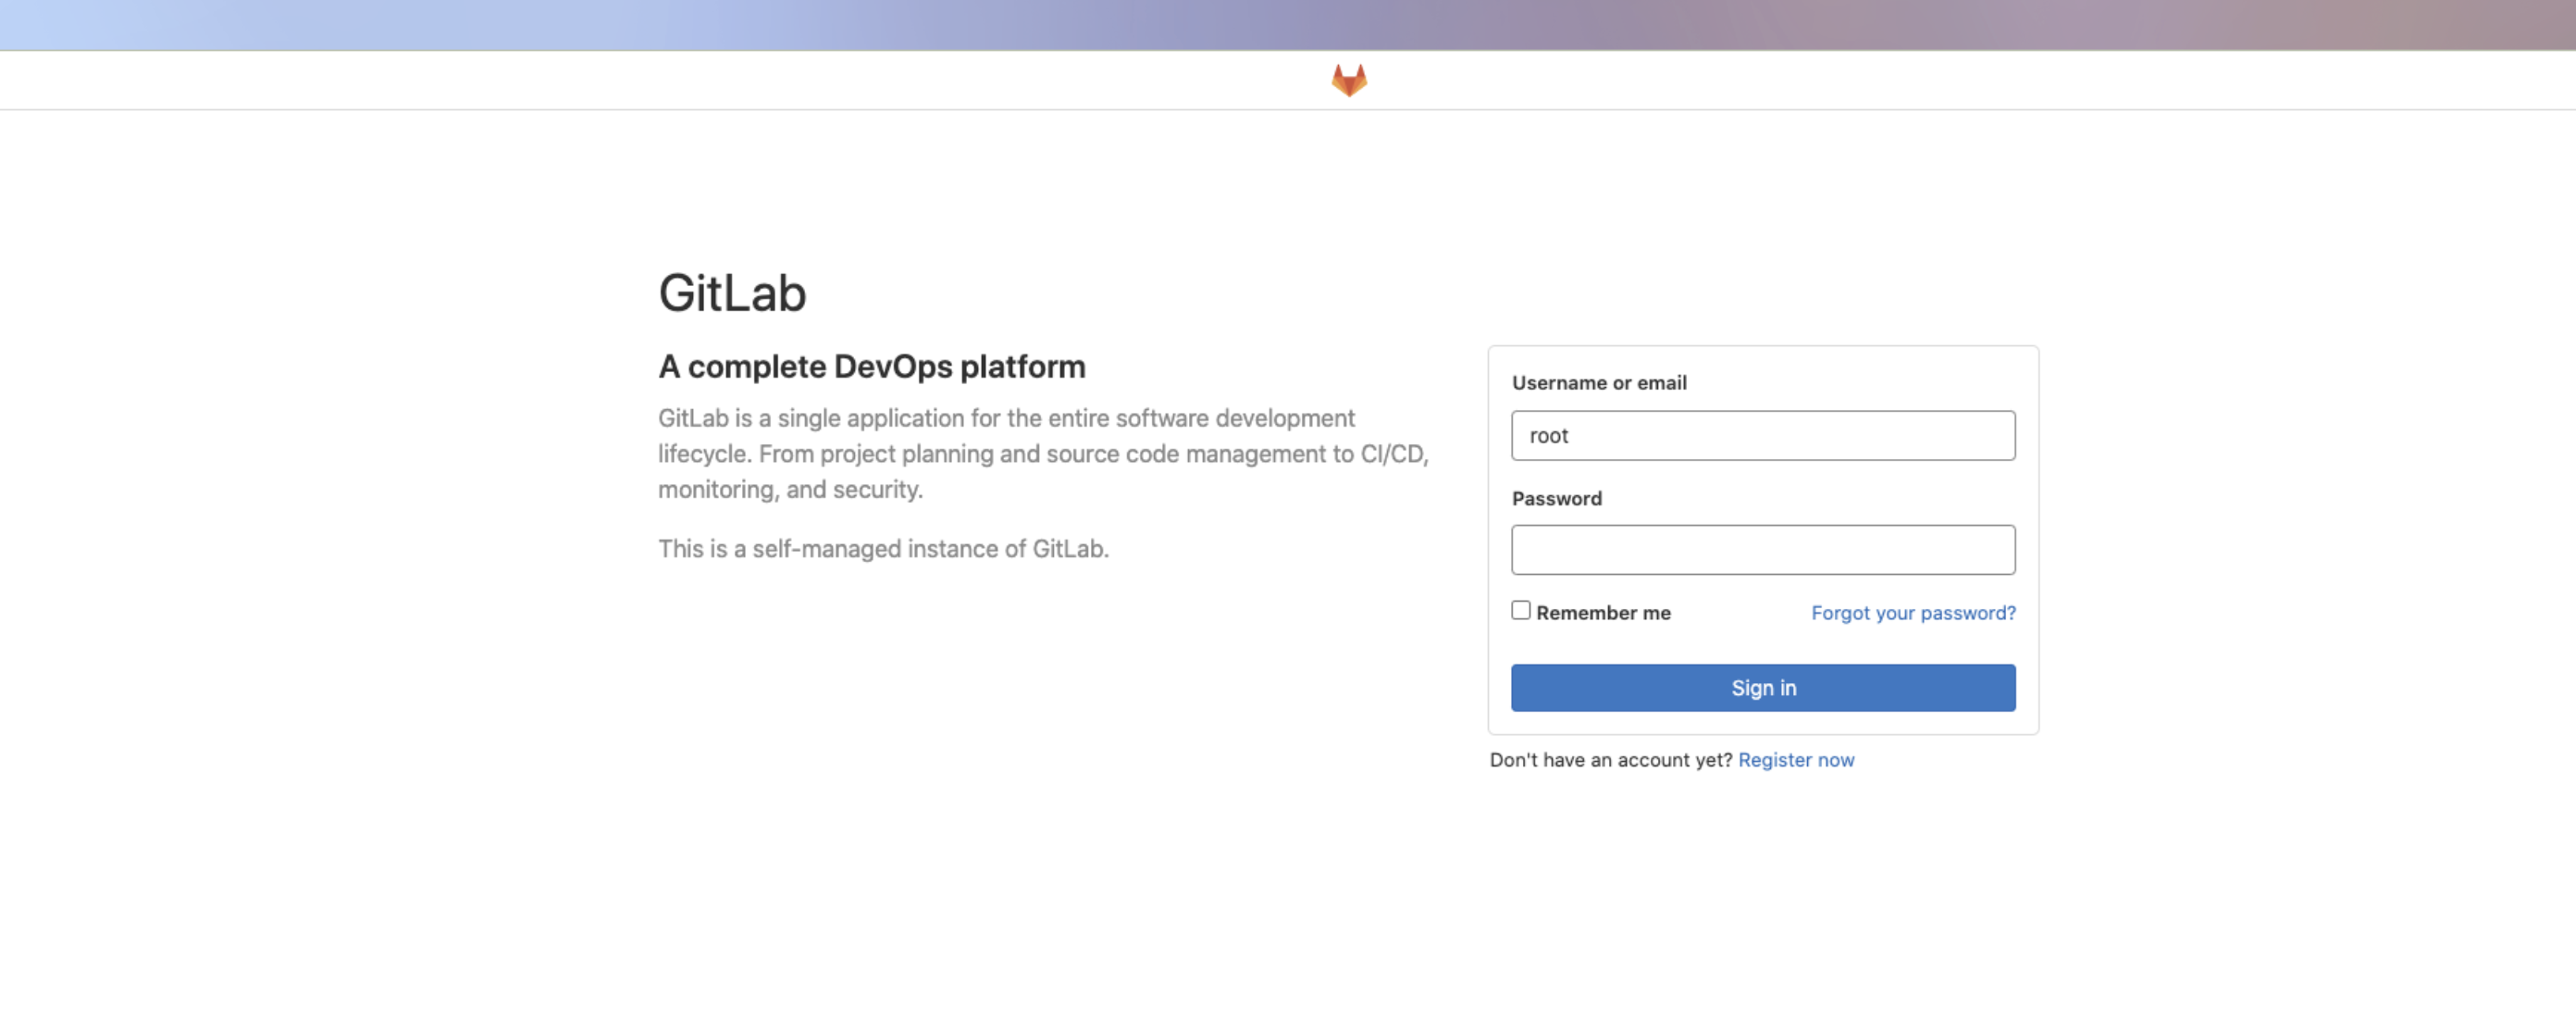 GitLab
A complete DevOps platform
GitLab is a single application for the entire software development
lifecycle. From project planning and source code management to CI/CD,
monitoring, and security.
This is a self-managed instance of GitLab.
Username or email
root
Password
Remember me
Forgot your password?
Sign in
Don't have an account yet? Register now